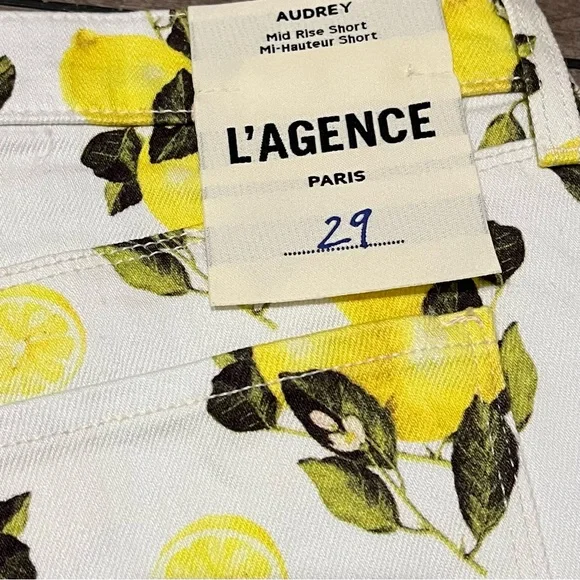 AUDREY
Mid Rise Short
Mi-Hauteur Short
L'AGENCE
PARIS
29